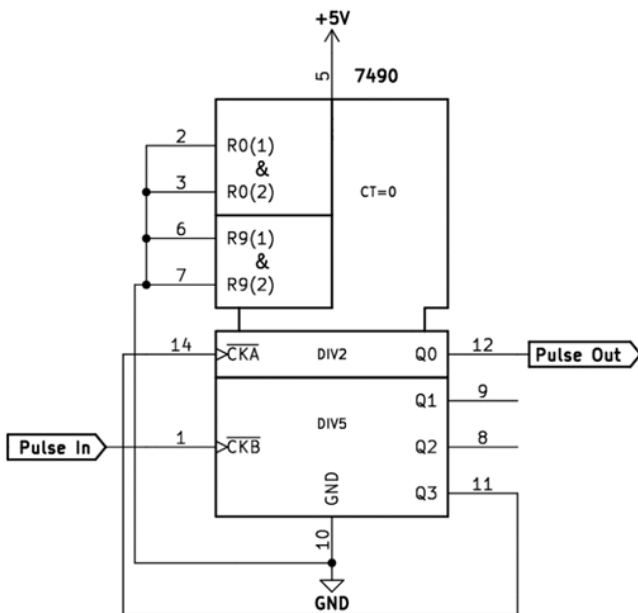 +5V
5
7490
2
R0(1)
&
3
R0(2)
CT=0
6
R9(1)
&
7
R9(2)
14
CKA
DIV2
Q0
12
Pulse Out
Q1
9
DIV5
Pulse In
1
CKB
Q2
8
GND
Q3
11
10
GND